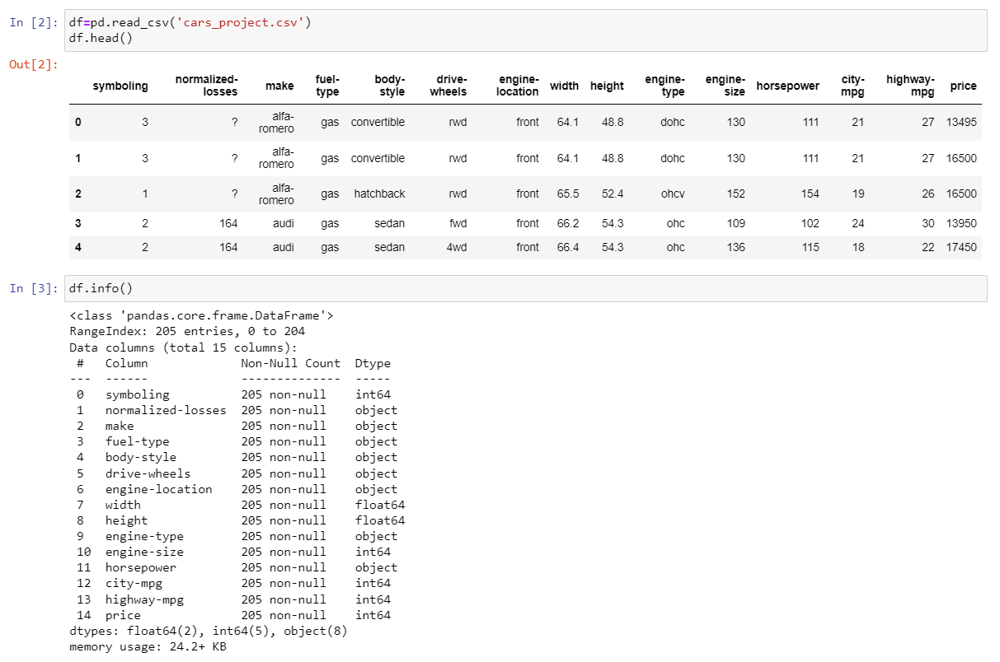 In [2]: df=pd.read_csv('cars_project.csv')
df.head()
Out[2]:
symboling normalized-losses make fuel-type body-style drive-wheels engine-location width height engine-type engine-size horsepower city-mpg highway-mpg price
0 3 ? alfa-romero gas convertible rwd front 64.1 48.8 dohc 130 111 21 27 13495
1 3 ? alfa-romero gas convertible rwd front 64.1 48.8 dohc 130 111 21 27 16500
2 1 ? alfa-romero gas hatchback rwd front 65.5 52.4 ohcv 152 154 19 26 16500
3 2 164 audi gas sedan fwd front 66.2 54.3 ohc 109 102 24 30 13950
4 2 164 audi gas sedan 4wd front 66.4 54.3 ohc 136 115 18 22 17450
In [3]: df.info()
<class 'pandas.core.frame.DataFrame'>
RangeIndex: 205 entries, 0 to 204
Data columns (total 15 columns):
# Column Non-Null Count Dtype
--- ------ -------------- -----
0 symboling 205 non-null int64
1 normalized-losses 205 non-null object
2 make 205 non-null object
3 fuel-type 205 non-null object
4 body-style 205 non-null object
5 drive-wheels 205 non-null object
6 engine-location 205 non-null object
7 width 205 non-null float64
8 height 205 non-null float64
9 engine-type 205 non-null object
10 engine-size 205 non-null int64
11 horsepower 205 non-null object
12 city-mpg 205 non-null int64
13 highway-mpg 205 non-null int64
14 price 205 non-null int64
dtypes: float64(2), int64(5), object(8)
memory usage: 24.2+ KB